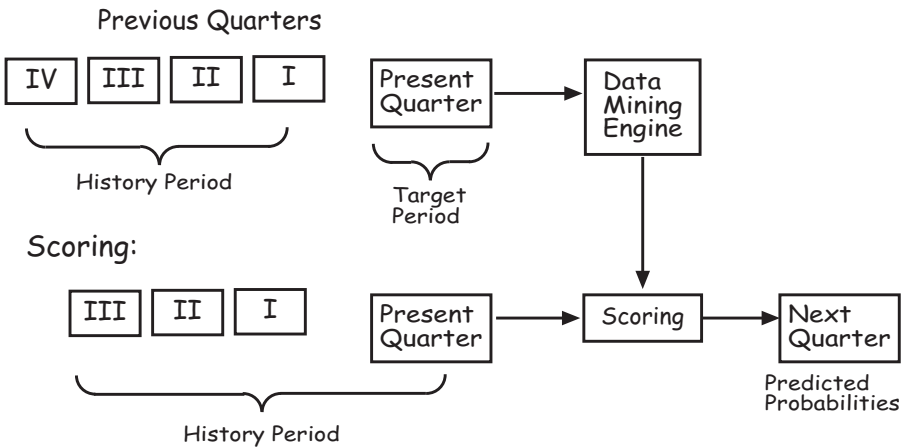 Previous Quarters
IV III II I
Present
Quarter
Data
Mining
Engine
History Period
Target
Period
Scoring:
III II I
Present
Quarter
Scoring
Next
Quarter
Predicted
Probabilities
History Period